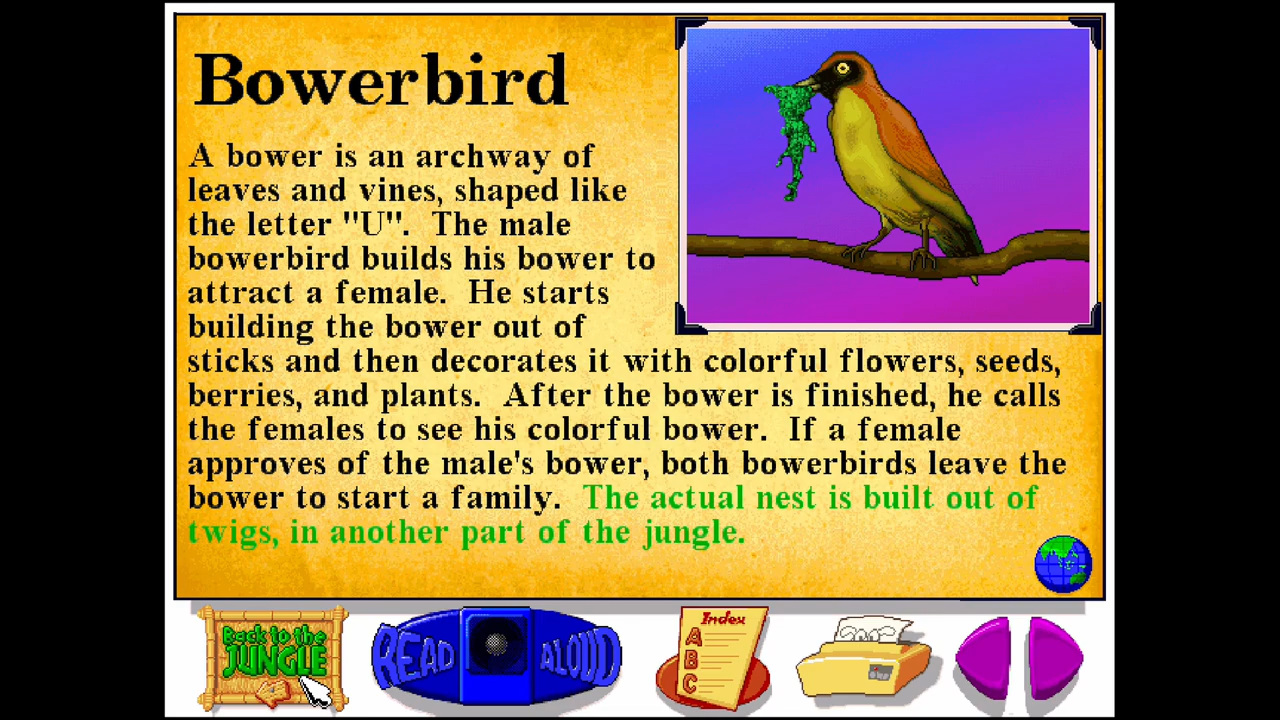 Bowerbird
A bower is an archway of
leaves and vines, shaped like
the letter "U".  The male
bowerbird builds his bower to
attract a female.  He starts
building the bower out of
sticks and then decorates it with colorful flowers, seeds,
berries, and plants.  After the bower is finished, he calls
the females to see his colorful bower.  If a female
approves of the male's bower, both bowerbirds leave the
bower to start a family.  The actual nest is built out of
twigs, in another part of the jungle.
Back to the
JUNGLE
READ ALOUD
Index
A
B
C